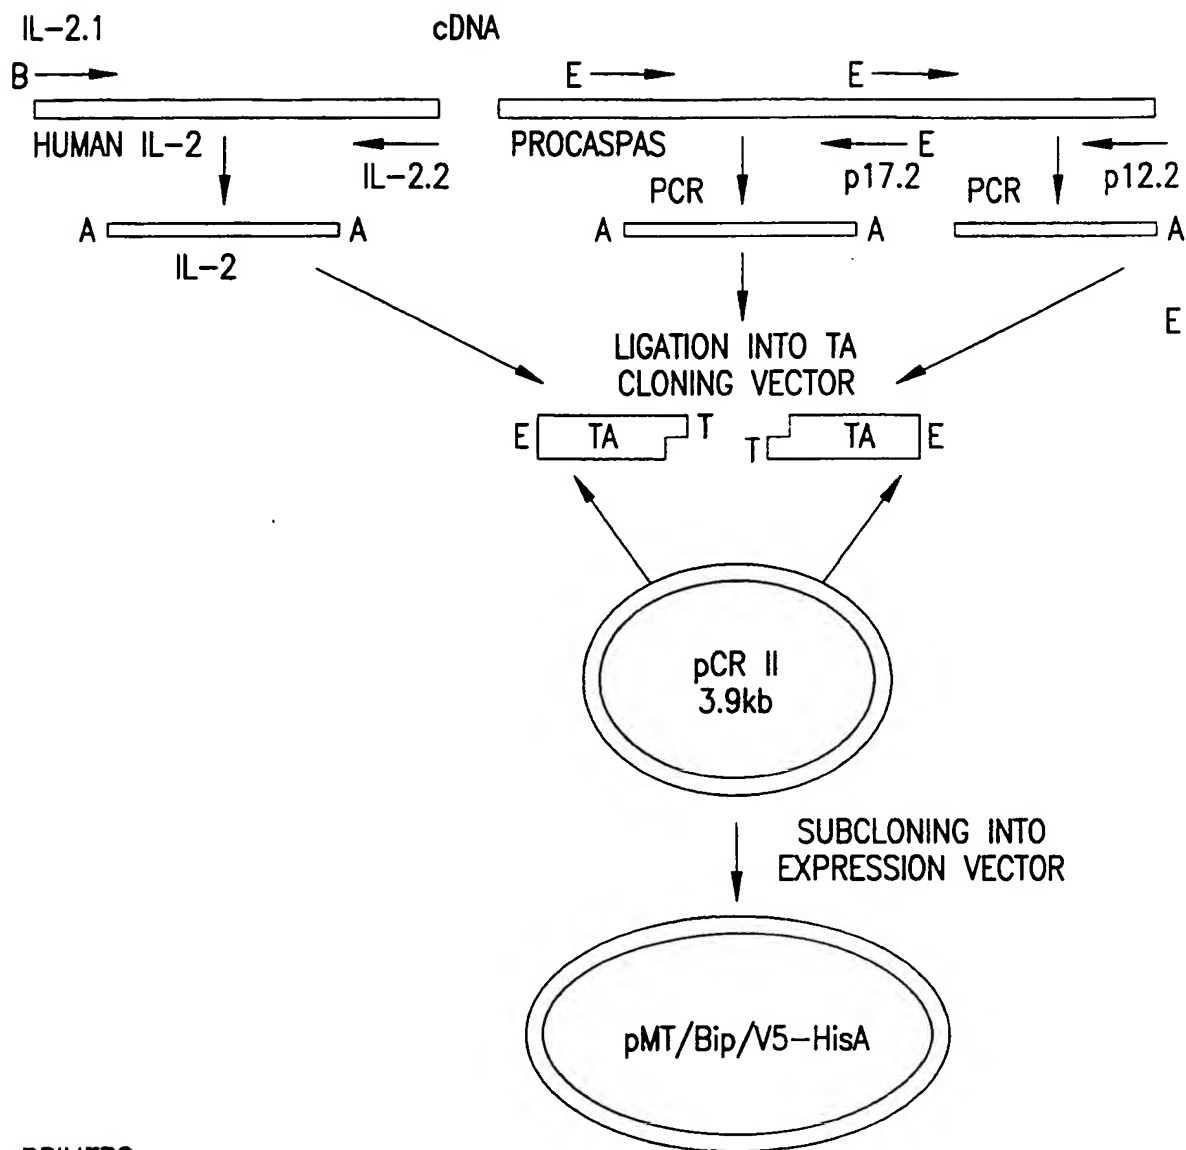 IL-2.1 cDNA
B E E
HUMAN IL-2 PROCASPAS E
IL-2.2 PCR p17.2 PCR p12.2
A A A A A
IL-2
E
LIGATION INTO TA
CLONING VECTOR
E TA T T TA E
pCR II
3.9kb
SUBCLONING INTO
EXPRESSION VECTOR
pMT/Bip/V5-HisA